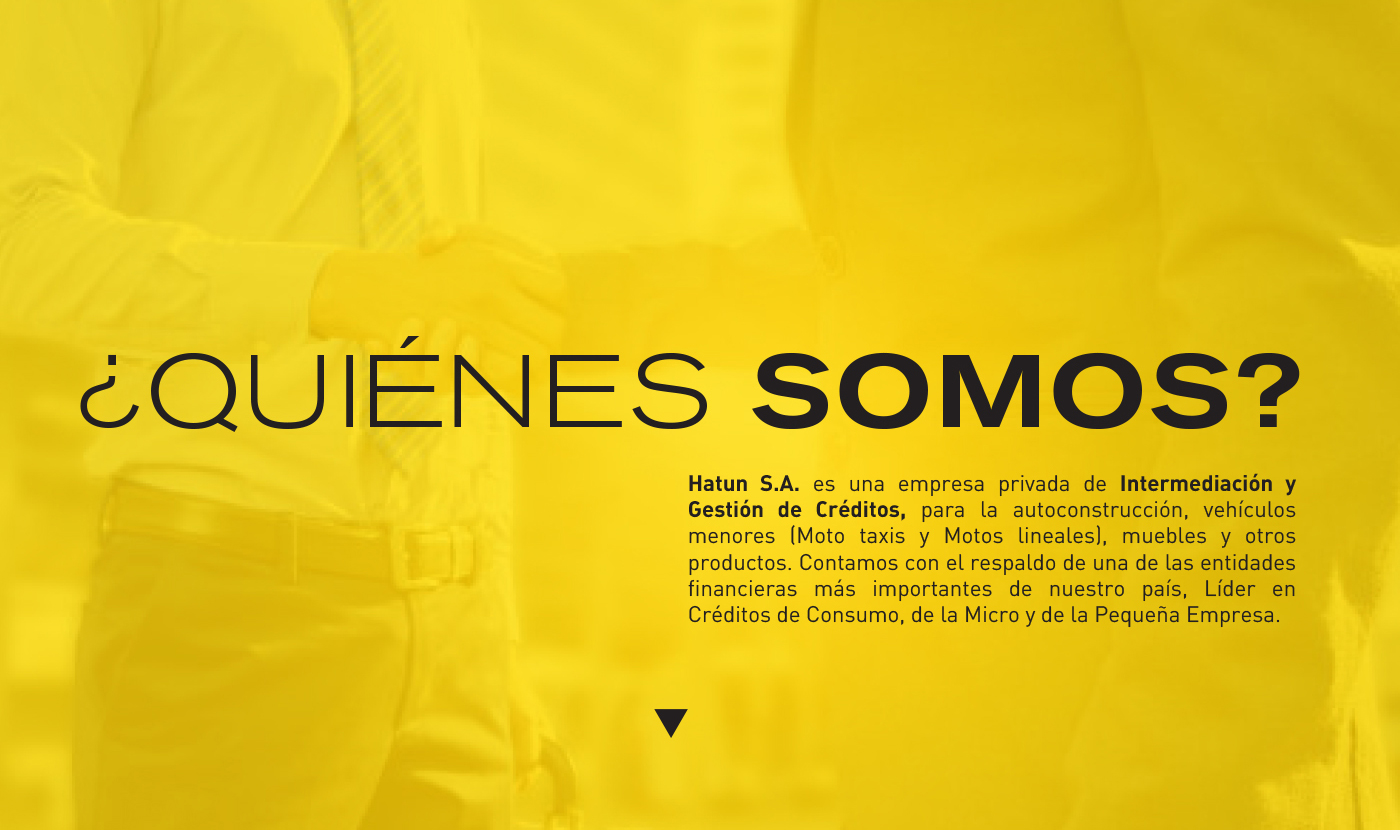 ¿QUIÉNES SOMOS?
Hatun S.A. es una empresa privada de Intermediación y
Gestión de Créditos, para la autoconstrucción, vehículos
menores (Moto taxis y Motos lineales), muebles y otros
productos. Contamos con el respaldo de una de las entidades
financieras más importantes de nuestro país, Líder en
Créditos de Consumo, de la Micro y de la Pequeña Empresa.